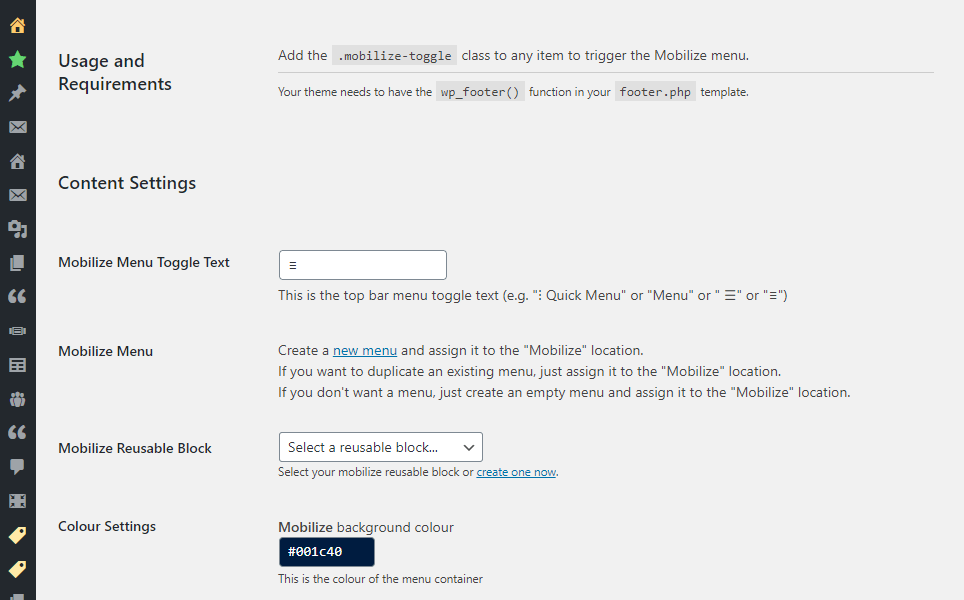 Usage and
Requirements
Add the .mobilize-toggle class to any item to trigger the Mobilize menu.
Your theme needs to have the wp_footer() function in your footer.php template.
Content Settings
Mobilize Menu Toggle Text
≡
This is the top bar menu toggle text (e.g. "⫶ Quick Menu" or "Menu" or " ☰" or "≡")
Mobilize Menu
Create a new menu and assign it to the "Mobilize" location.
If you want to duplicate an existing menu, just assign it to the "Mobilize" location.
If you don't want a menu, just create an empty menu and assign it to the "Mobilize" location.
Mobilize Reusable Block
Select a reusable block...
Select your mobilize reusable block or create one now.
Colour Settings
Mobilize background colour
#001c40
This is the colour of the menu container